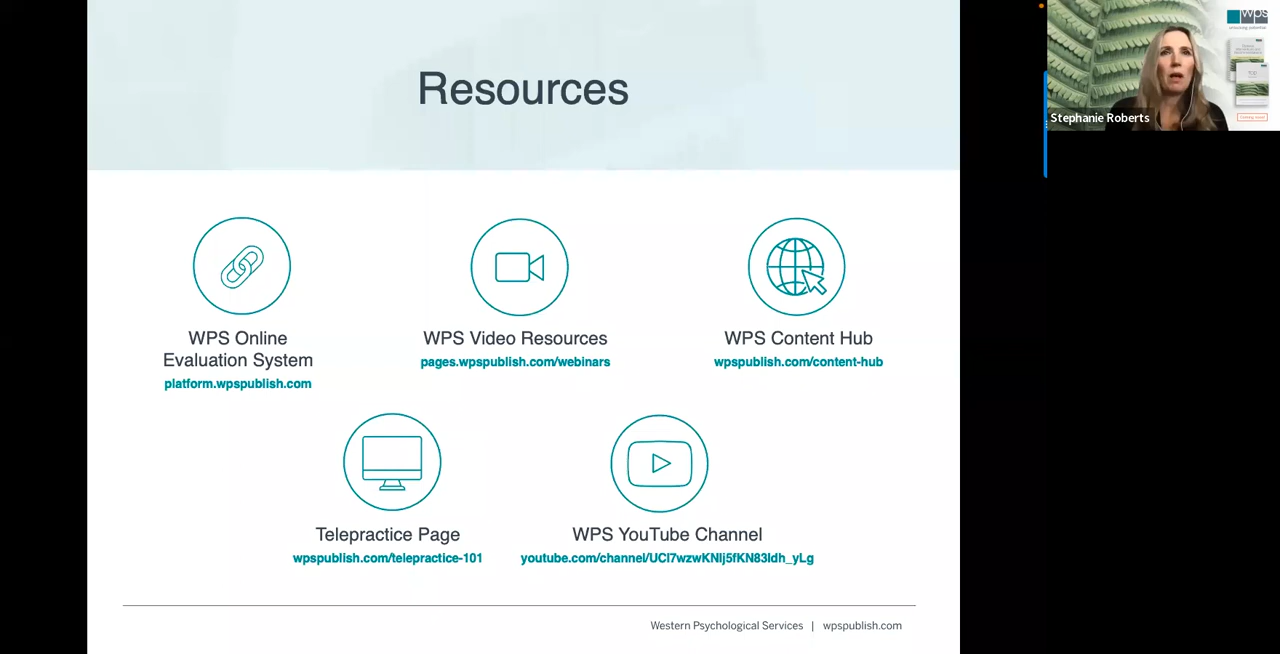 Resources
WPS Online
Evaluation System
platform.wpspublish.com
WPS Video Resources
pages.wpspublish.com/webinars
WPS Content Hub
wpspublish.com/content-hub
Telepractice Page
wpspublish.com/telepractice-101
WPS YouTube Channel
youtube.com/channel/UCl7wzwKNlj5fKN83ldh_yLg
Western Psychological Services | wpspublish.com
wps
Stephanie Roberts